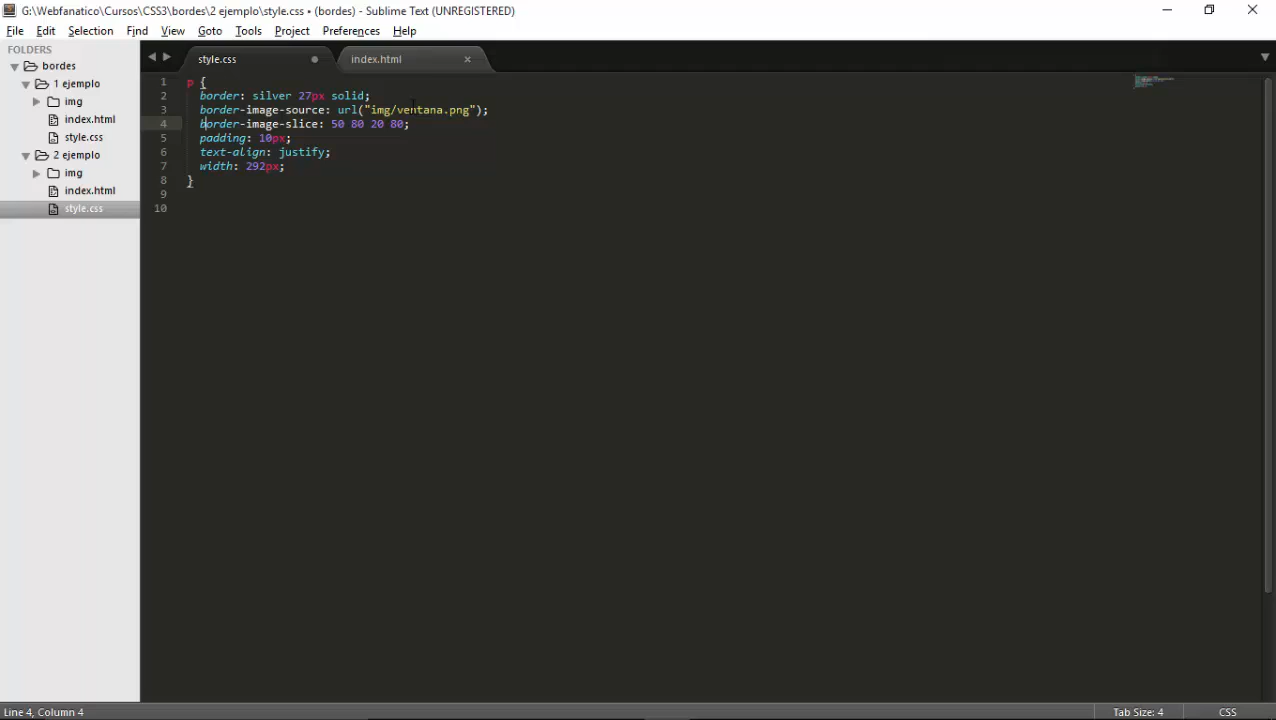 G:\Webfanatico\Cursos\CSS3\bordes\2 ejemplo\style.css • (bordes) - Sublime Text (UNREGISTERED)
File Edit Selection Find View Goto Tools Project Preferences Help
FOLDERS
bordes
1 ejemplo
img
index.html
style.css
2 ejemplo
img
index.html
style.css
style.css index.html
1 p {
2 border: silver 27px solid;
3 border-image-source: url("img/ventana.png");
4 border-image-slice: 50 80 20 80;
5 padding: 10px;
6 text-align: justify;
7 width: 292px;
8 }
9
10
Line 4, Column 4 Tab Size: 4 CSS